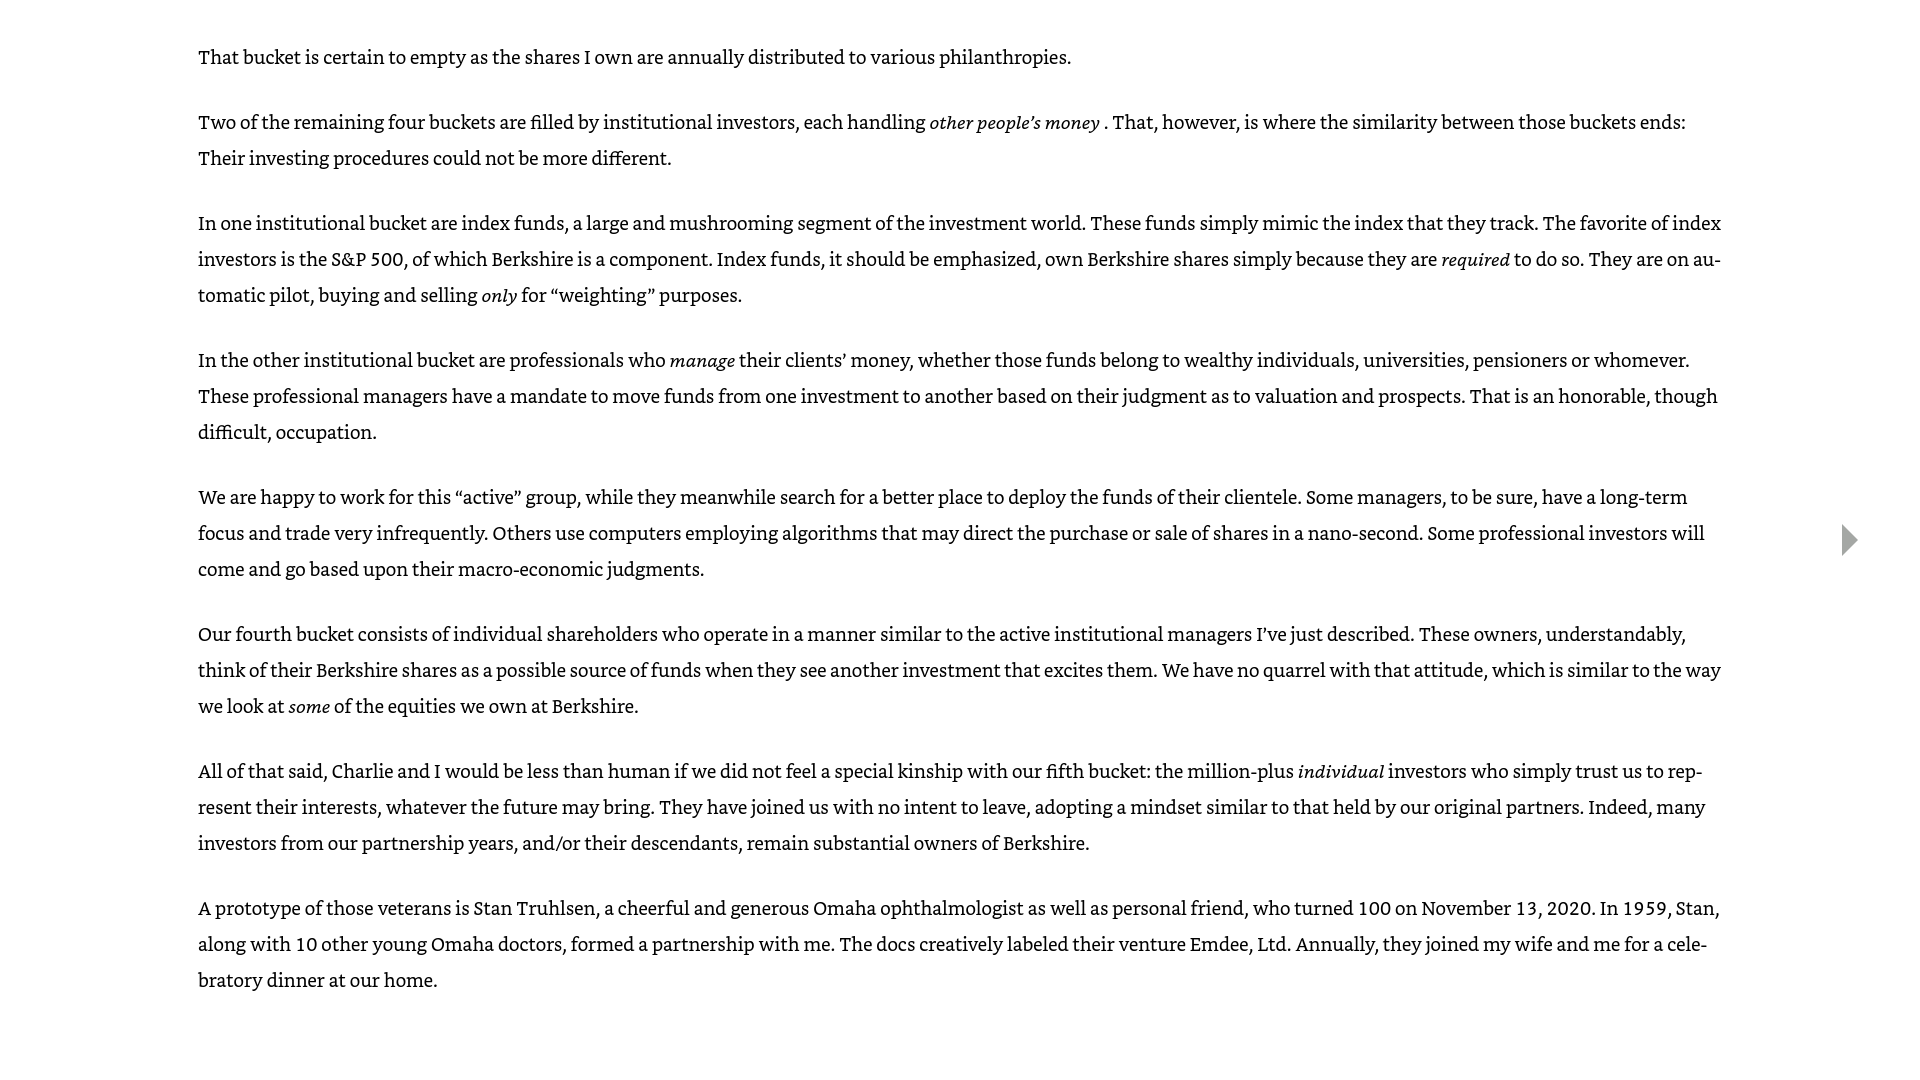 That bucket is certain to empty as the shares I own are annually distributed to various philanthropies.
Two of the remaining four buckets are filled by institutional investors, each handling other people’s money . That, however, is where the similarity between those buckets ends:
Their investing procedures could not be more different.
In one institutional bucket are index funds, a large and mushrooming segment of the investment world. These funds simply mimic the index that they track. The favorite of index
investors is the S&P 500, of which Berkshire is a component. Index funds, it should be emphasized, own Berkshire shares simply because they are required to do so. They are on au-
tomatic pilot, buying and selling only for “weighting” purposes.
In the other institutional bucket are professionals who manage their clients’ money, whether those funds belong to wealthy individuals, universities, pensioners or whomever.
These professional managers have a mandate to move funds from one investment to another based on their judgment as to valuation and prospects. That is an honorable, though
difficult, occupation.
We are happy to work for this “active” group, while they meanwhile search for a better place to deploy the funds of their clientele. Some managers, to be sure, have a long-term
focus and trade very infrequently. Others use computers employing algorithms that may direct the purchase or sale of shares in a nano-second. Some professional investors will
come and go based upon their macro-economic judgments.
Our fourth bucket consists of individual shareholders who operate in a manner similar to the active institutional managers I’ve just described. These owners, understandably,
think of their Berkshire shares as a possible source of funds when they see another investment that excites them. We have no quarrel with that attitude, which is similar to the way
we look at some of the equities we own at Berkshire.
All of that said, Charlie and I would be less than human if we did not feel a special kinship with our fifth bucket: the million-plus individual investors who simply trust us to rep-
resent their interests, whatever the future may bring. They have joined us with no intent to leave, adopting a mindset similar to that held by our original partners. Indeed, many
investors from our partnership years, and/or their descendants, remain substantial owners of Berkshire.
A prototype of those veterans is Stan Truhlsen, a cheerful and generous Omaha ophthalmologist as well as personal friend, who turned 100 on November 13, 2020. In 1959, Stan,
along with 10 other young Omaha doctors, formed a partnership with me. The docs creatively labeled their venture Emdee, Ltd. Annually, they joined my wife and me for a cele-
bratory dinner at our home.